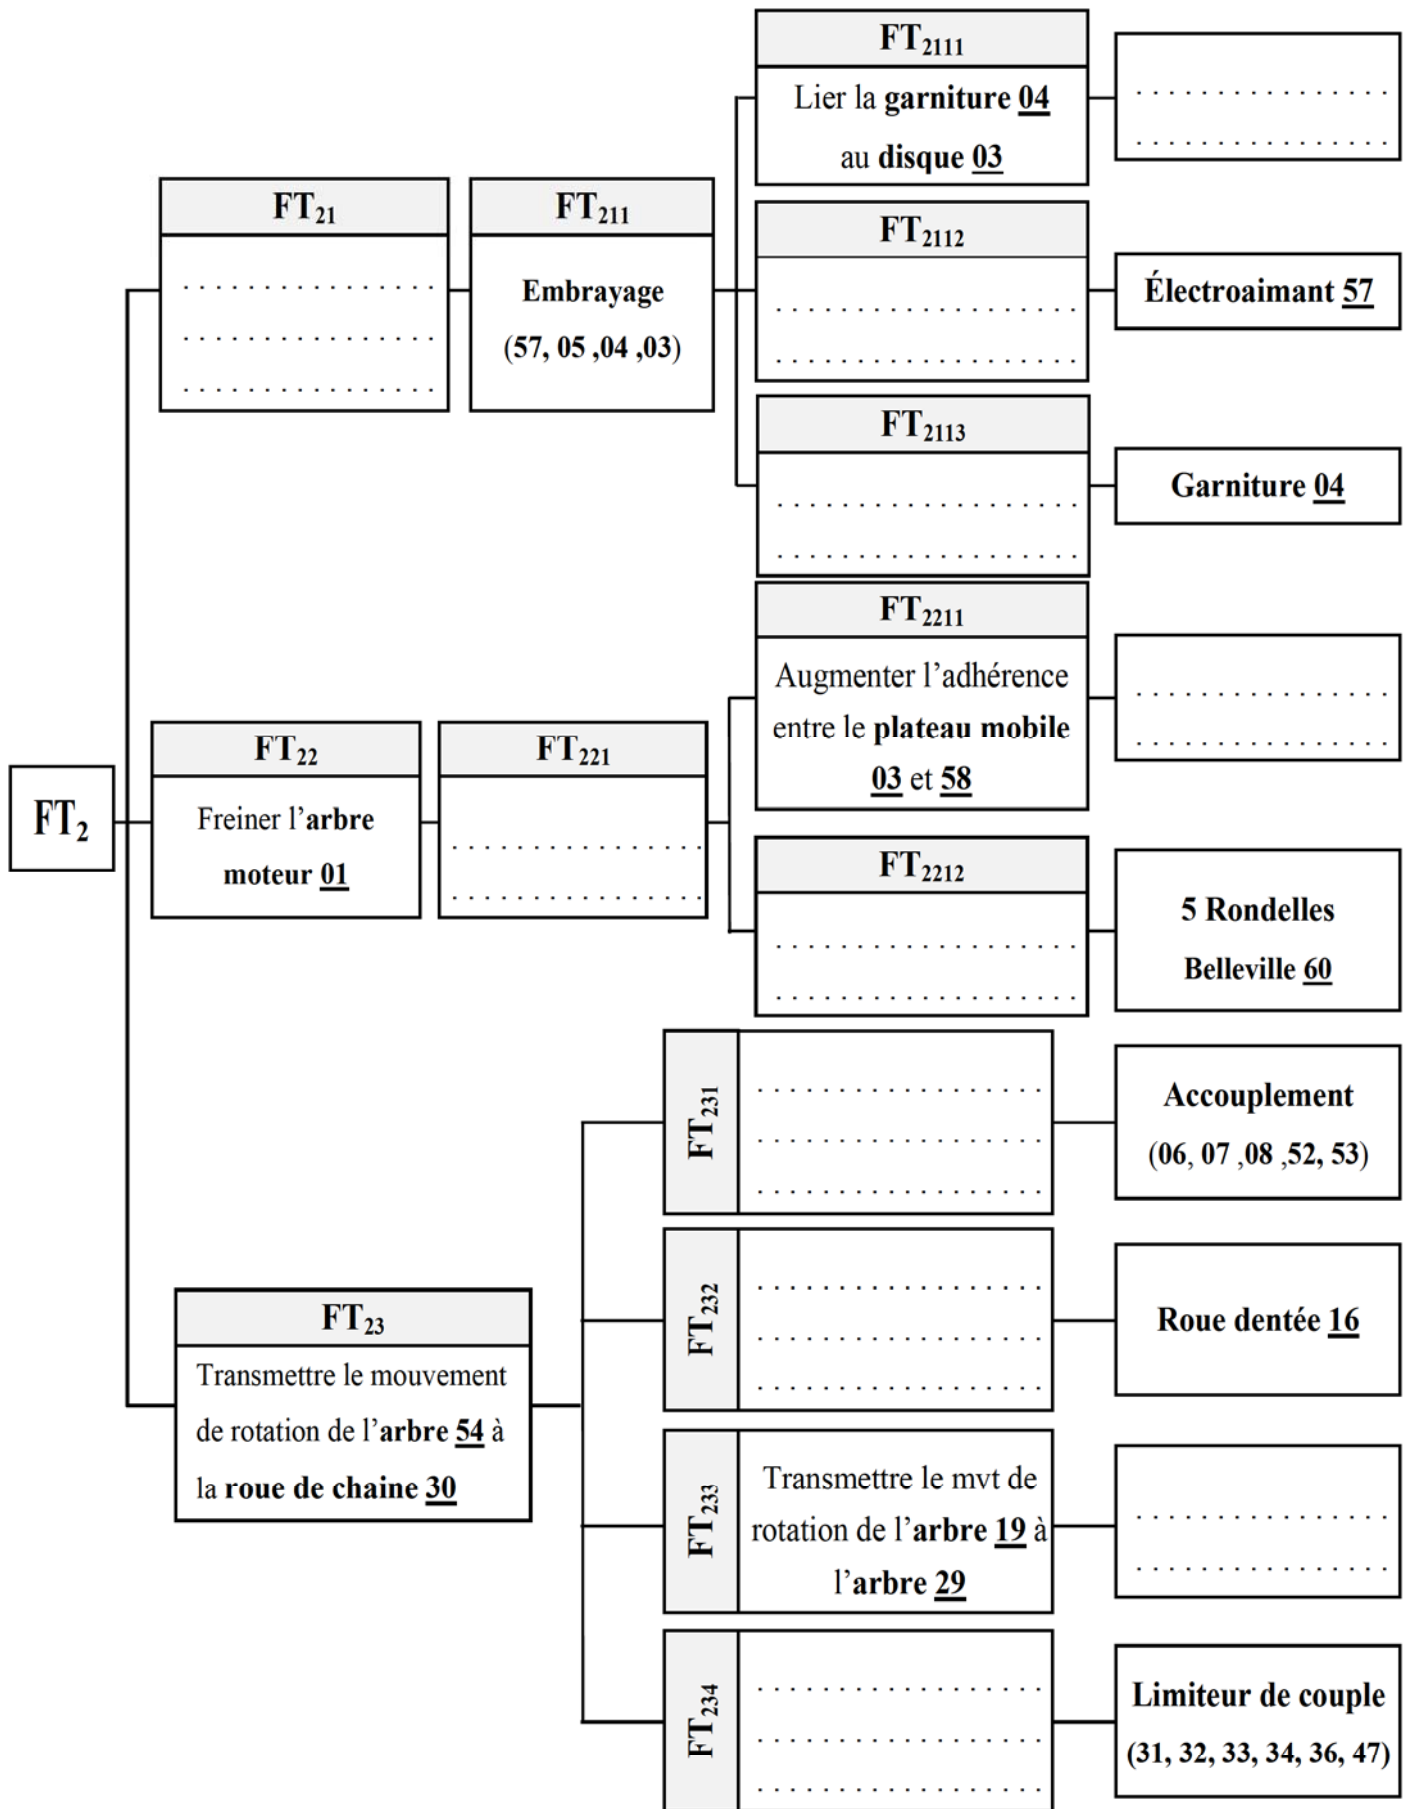 FT2
FT21
. . . . . . . . . . . . . . . .
. . . . . . . . . . . . . . . .
. . . . . . . . . . . . . . . .
FT211
Embrayage
(57, 05 ,04 ,03)
FT2111
Lier la garniture 04
au disque 03
. . . . . . . . . . . . . . . .
. . . . . . . . . . . . . . . .
FT2112
. . . . . . . . . . . . . . . . . . .
. . . . . . . . . . . . . . . . . . .
Électroaimant 57
FT2113
. . . . . . . . . . . . . . . . . . .
. . . . . . . . . . . . . . . . . . .
Garniture 04
FT22
Freiner l’arbre
moteur 01
FT221
. . . . . . . . . . . . . . . .
. . . . . . . . . . . . . . . .
FT2211
Augmenter l’adhérence
entre le plateau mobile
03 et 58
. . . . . . . . . . . . . . . .
. . . . . . . . . . . . . . . .
FT2212
. . . . . . . . . . . . . . . . . . .
. . . . . . . . . . . . . . . . . . .
5 Rondelles
Belleville 60
FT23
Transmettre le mouvement
de rotation de l’arbre 54 à
la roue de chaine 30
FT231
. . . . . . . . . . . . . . . . . .
. . . . . . . . . . . . . . . . . .
. . . . . . . . . . . . . . . . . .
Accouplement
(06, 07 ,08 ,52, 53)
FT232
. . . . . . . . . . . . . . . . . .
. . . . . . . . . . . . . . . . . .
. . . . . . . . . . . . . . . . . .
Roue dentée 16
FT233
Transmettre le mvt de
rotation de l’arbre 19 à
l’arbre 29
. . . . . . . . . . . . . . . .
. . . . . . . . . . . . . . . .
FT234
. . . . . . . . . . . . . . . . . .
. . . . . . . . . . . . . . . . . .
. . . . . . . . . . . . . . . . . .
Limiteur de couple
(31, 32, 33, 34, 36, 47)